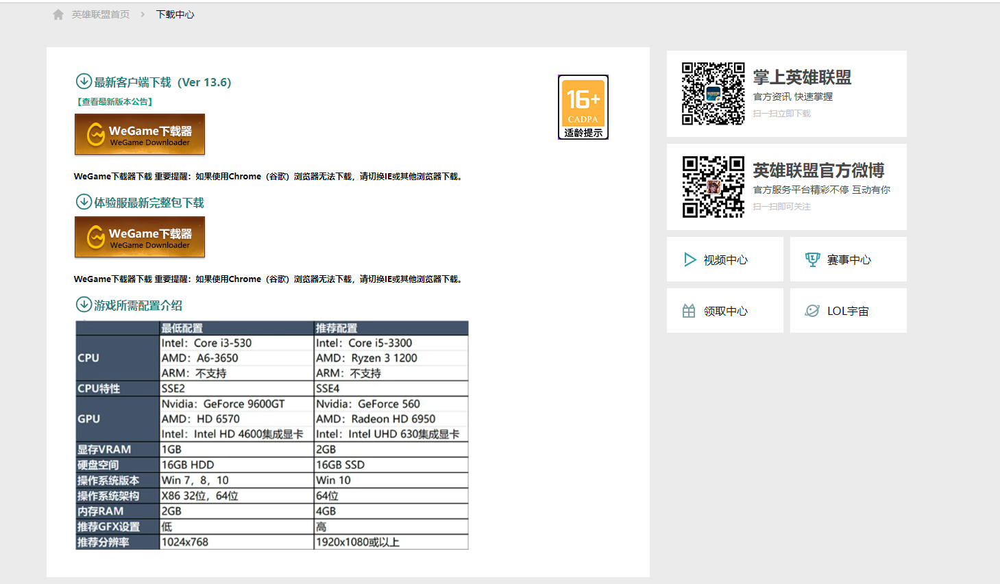 英雄联盟首页 > 下载中心
最新客户端下载（Ver 13.6）
【查看最新版本公告】
WeGame下载器
WeGame Downloader
16+
CADPA
适龄提示
WeGame下载器下载 重要提醒：如果使用Chrome（谷歌）浏览器无法下载，请切换IE或其他浏览器下载。
体验服最新完整包下载
WeGame下载器
WeGame Downloader
WeGame下载器下载 重要提醒：如果使用Chrome（谷歌）浏览器无法下载，请切换IE或其他浏览器下载。
游戏所需配置介绍
最低配置 推荐配置
CPU
Intel：Core i3-530 Intel：Core i5-3300
AMD：A6-3650 AMD：Ryzen 3 1200
ARM：不支持 ARM：不支持
CPU特性 SSE2 SSE4
GPU
Nvidia：GeForce 9600GT Nvidia：GeForce 560
AMD：HD 6570 AMD：Radeon HD 6950
Intel：Intel HD 4600集成显卡 Intel：Intel UHD 630集成显卡
显存VRAM 1GB 2GB
硬盘空间 16GB HDD 16GB SSD
操作系统版本 Win 7，8，10 Win 10
操作系统架构 X86 32位，64位 64位
内存RAM 2GB 4GB
推荐GFX设置 低 高
推荐分辨率 1024x768 1920x1080或以上
掌上英雄联盟
官方资讯 快速掌握
扫一扫立即下载
英雄联盟官方微博
官方服务平台精彩不停 互动有你
扫一扫即可关注
视频中心 赛事中心
领取中心 LOL宇宙